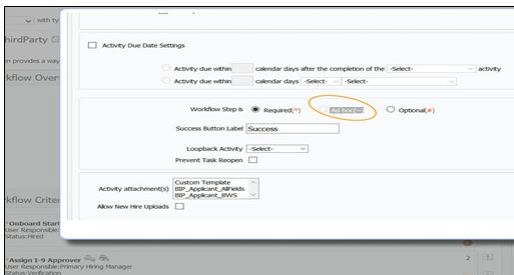 with ty
hirdParty
n provides a way
rkflow Over
Activity Due Date Settings
Activity due within calendar days after the completion of the -Select- activity
Activity due within calendar days -Select- -Select-
Workflow Step is Required(*) Ad hoc(~) Optional(#)
Success Button Label Success
Loopback Activity -Select-
Prevent Task Reopen
Activity attachment(s) Custom Template
BIP_Applicant_AllFields
BIP_Applicant_BWS
Allow New Hire Uploads
rkflow Criter
*Onboard Start
User Responsible:
Status:Hired
*Assign I-9 Approver 2
User Responsible:Primary Hiring Manager
Status:Verification